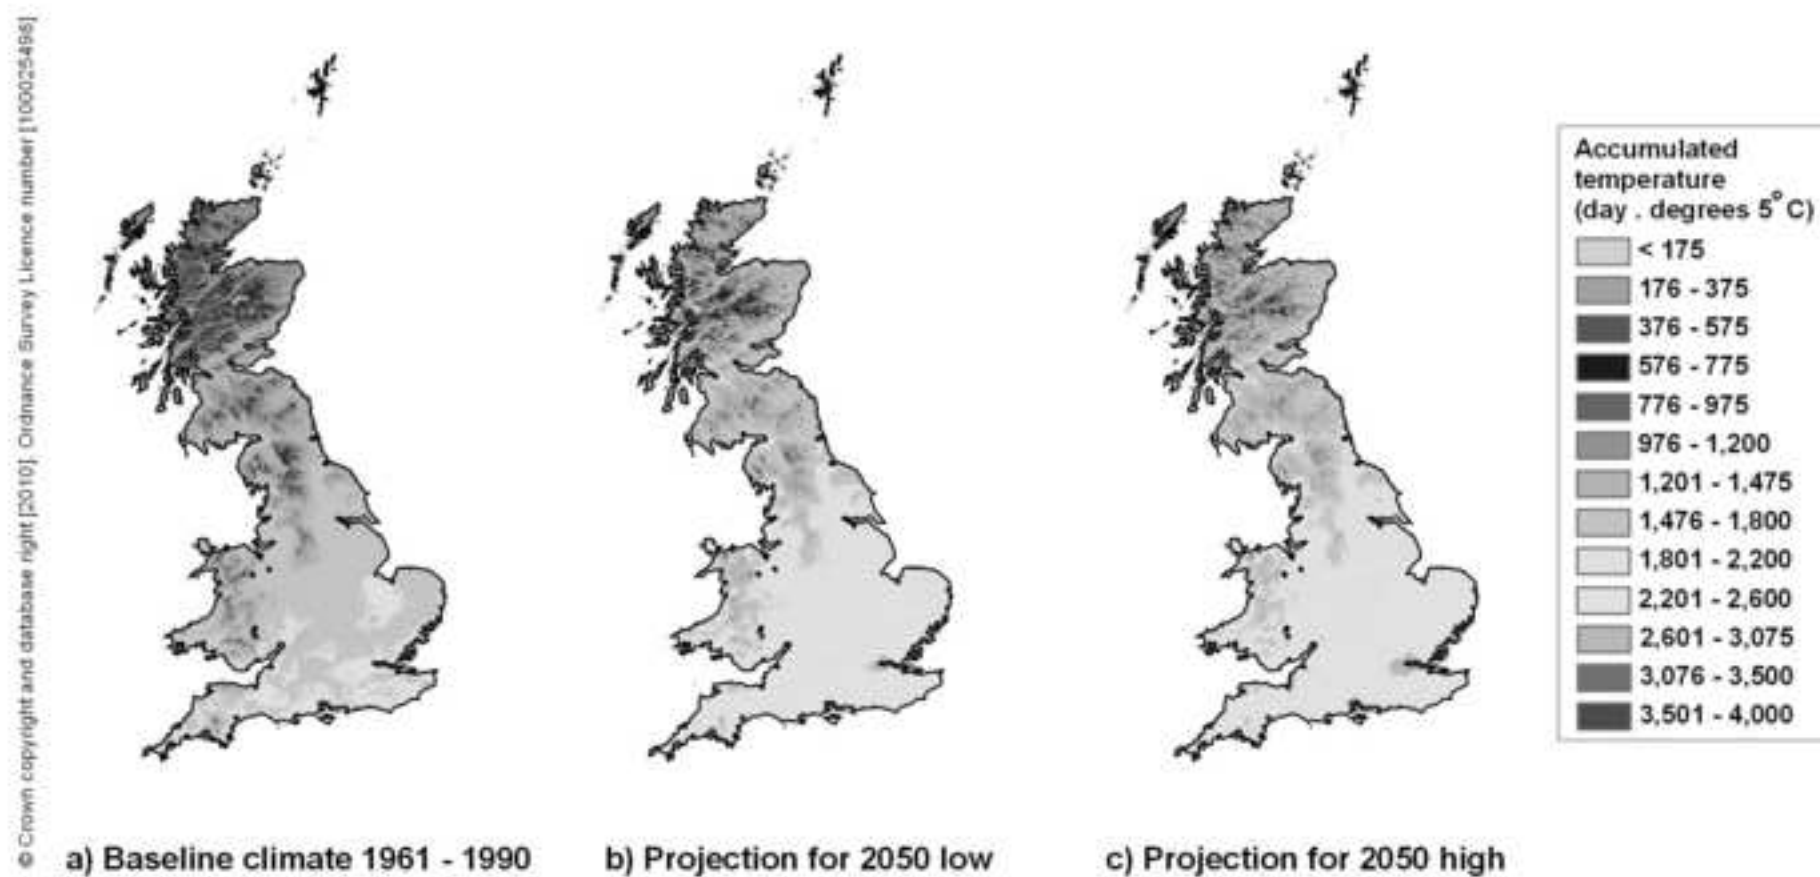 © Crown copyright and database right [2010]. Ordnance Survey Licence number [100025495]
Accumulated
temperature
(day . degrees 5°C)
< 175
176 - 375
376 - 575
576 - 775
776 - 975
976 - 1,200
1,201 - 1,475
1,476 - 1,800
1,801 - 2,200
2,201 - 2,600
2,601 - 3,075
3,076 - 3,500
3,501 - 4,000
a) Baseline climate 1961 - 1990
b) Projection for 2050 low
c) Projection for 2050 high